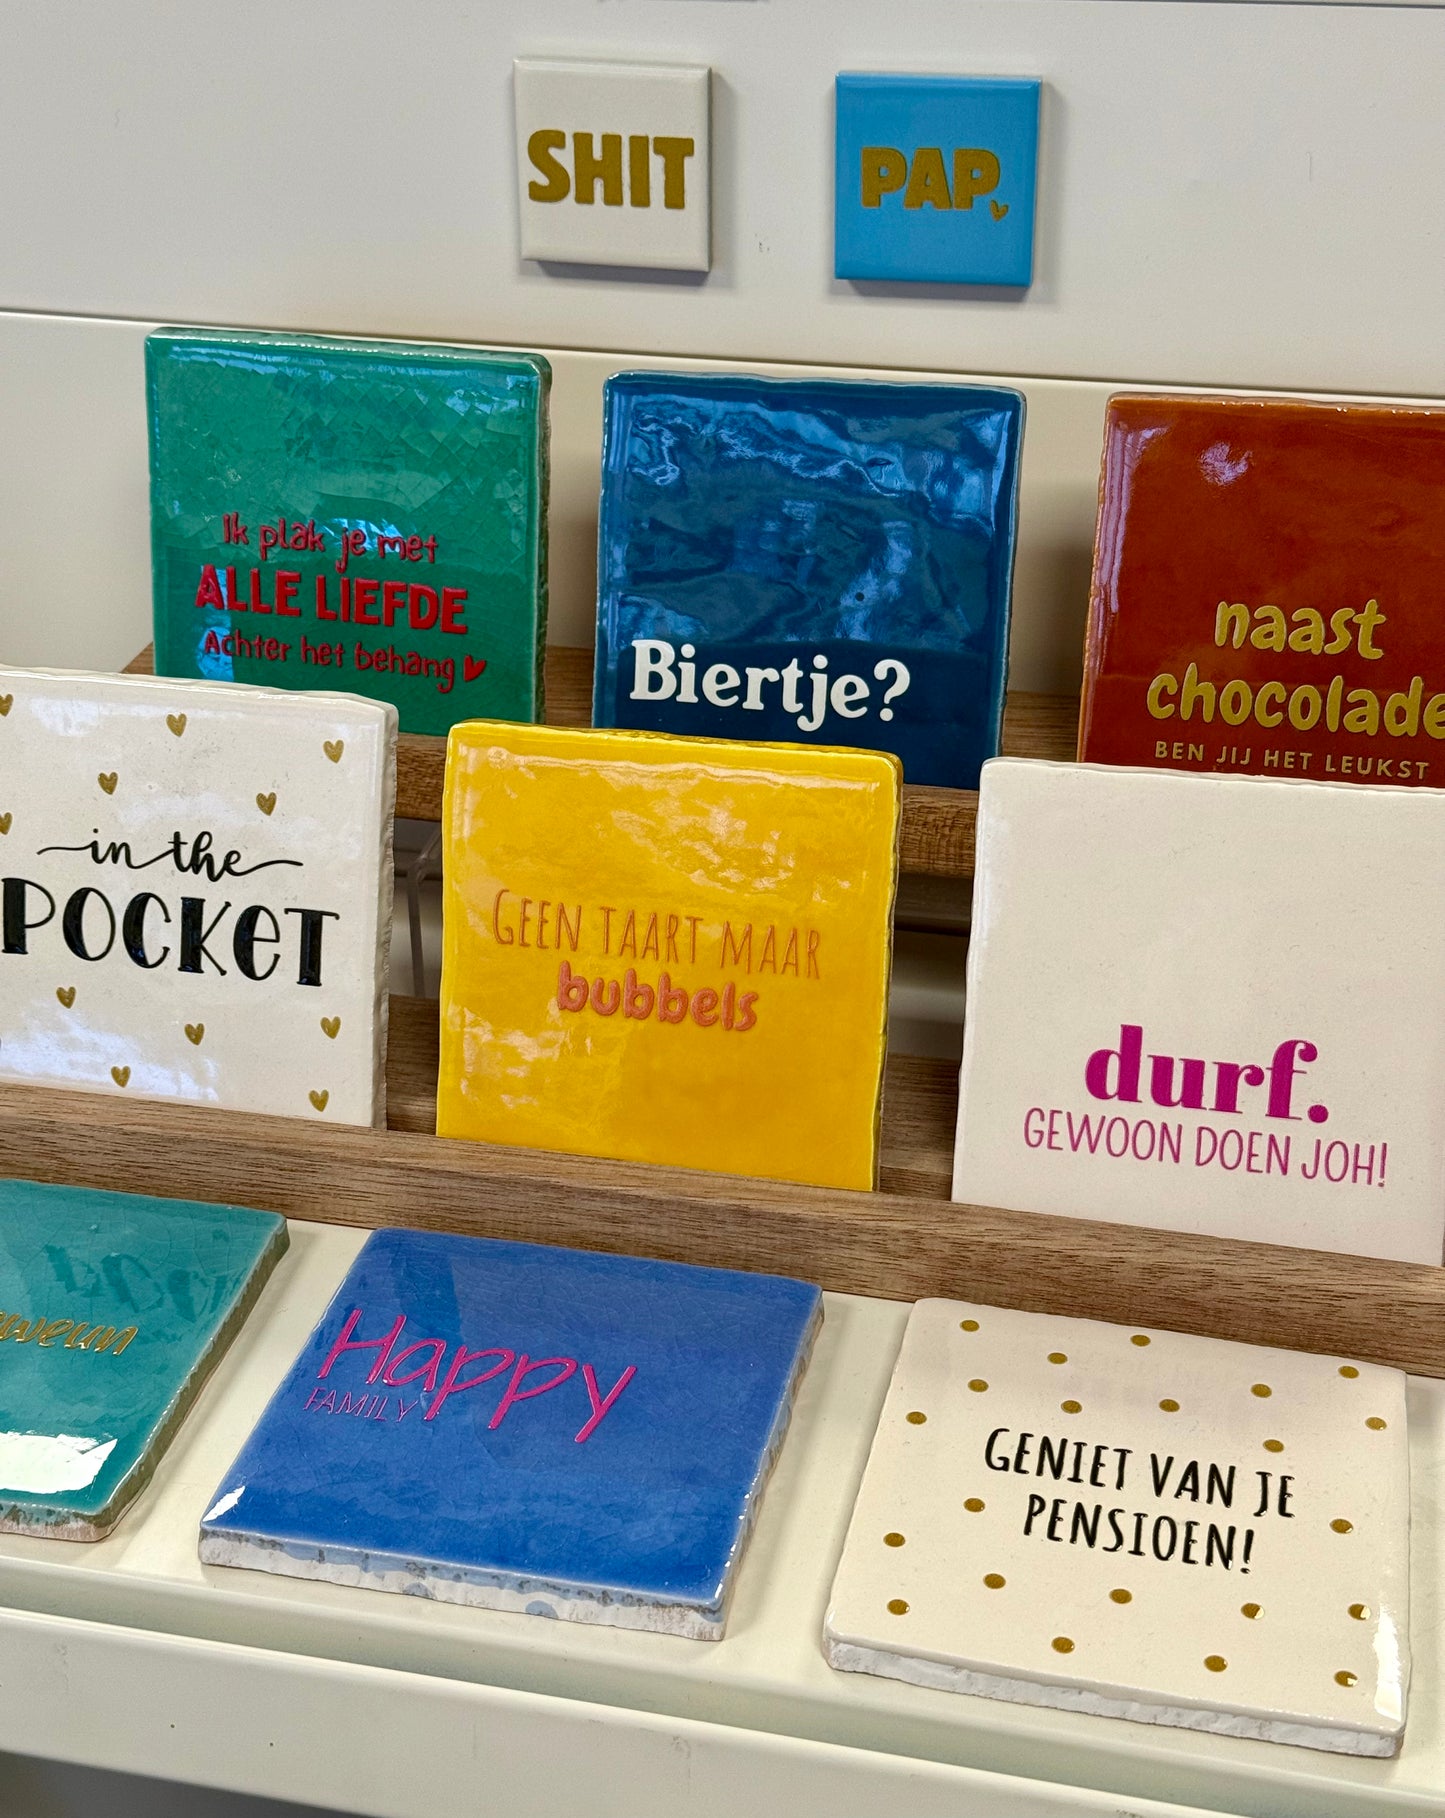 SHIT
PAP
Ik plak je met
ALLE LIEFDE
Achter het behang
Biertje?
naast
chocolade
BEN JIJ HET LEUKST
in the
POCKET
GEEN TAART MAAR
bubbels
durf.
GEWOON DOEN JOH!
Happy
FAMILY
GENIET VAN JE
PENSIOEN!